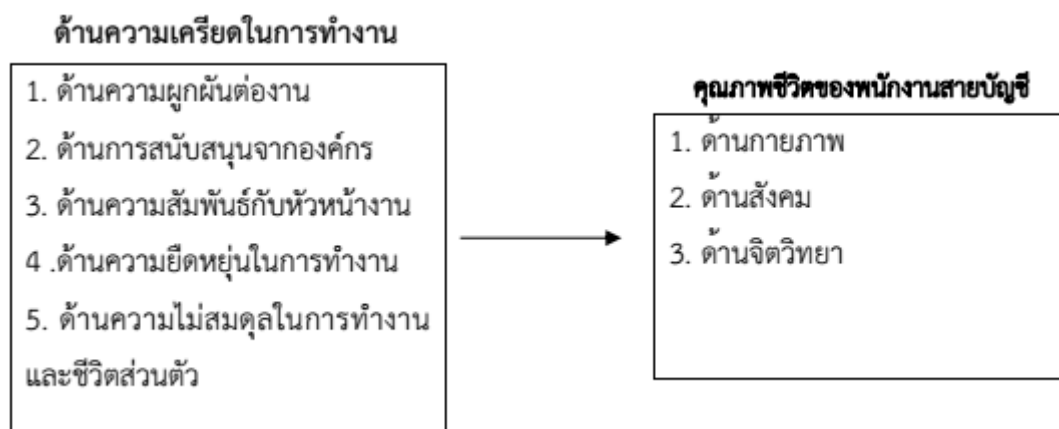 ด้านความเครียดในการทำงาน
1. ด้านความผูกผันต่องาน
2. ด้านการสนับสนุนจากองค์กร
3. ด้านความสัมพันธ์กับหัวหน้างาน
4 .ด้านความยืดหยุ่นในการทำงาน
5. ด้านความไม่สมดุลในการทำงาน
และชีวิตส่วนตัว
คุณภาพชีวิตของพนักงานสายบัญชี
1. ด้านกายภาพ
2. ด้านสังคม
3. ด้านจิตวิทยา